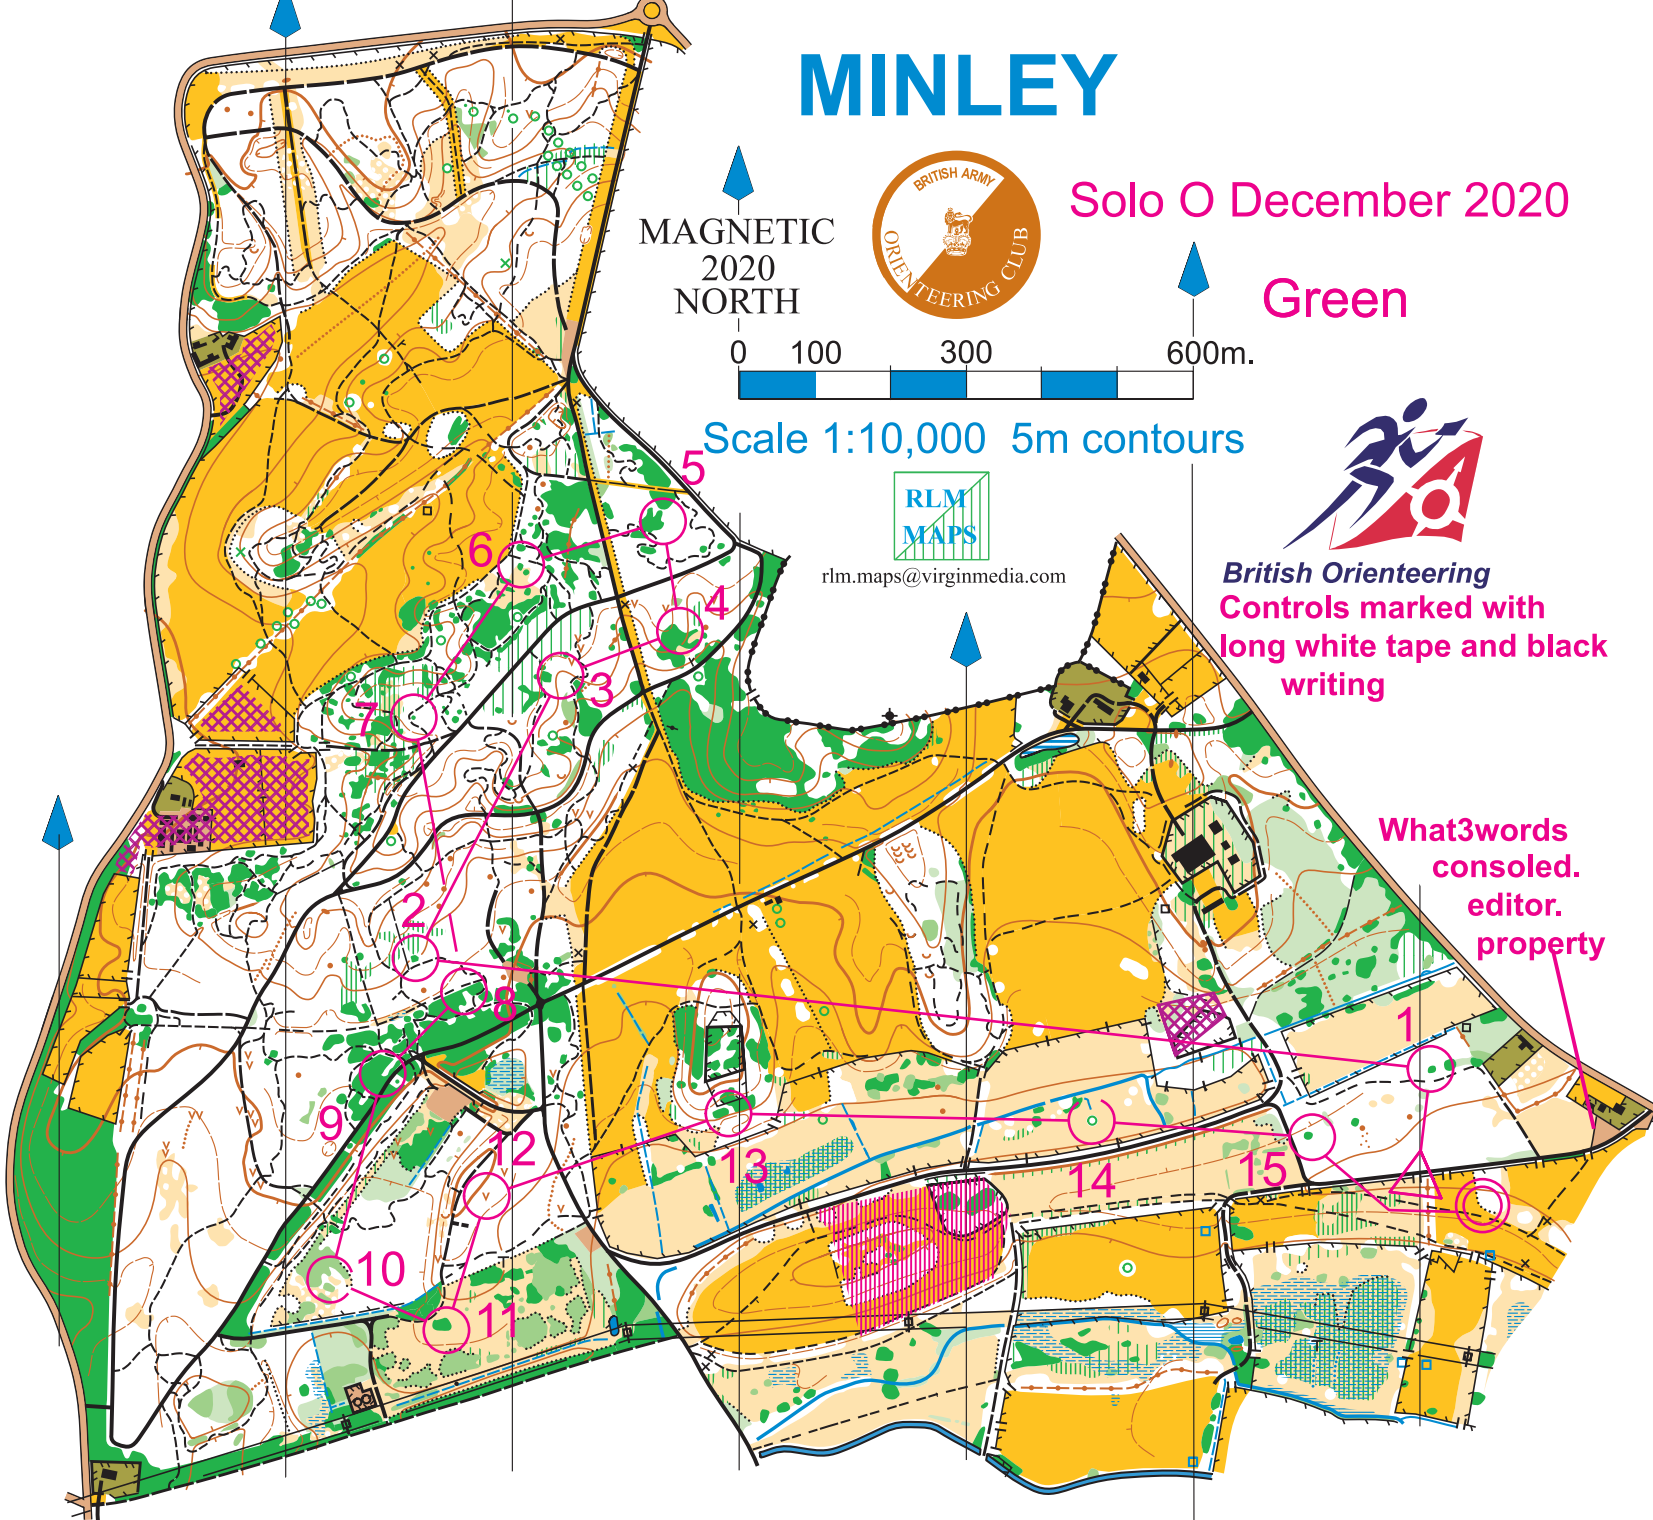 MINLEY
BRITISH ARMY
ORIENTEERING CLUB
Solo O December 2020
MAGNETIC
2020
NORTH
Green
0 100 300 600m.
Scale 1:10,000 5m contours
RLM
MAPS
rlm.maps@virginmedia.com
British Orienteering
Controls marked with
long white tape and black
writing
What3words
consoled.
editor.
property
5
6
4
3
7
2
8
1
9
12
13
14
15
10
11